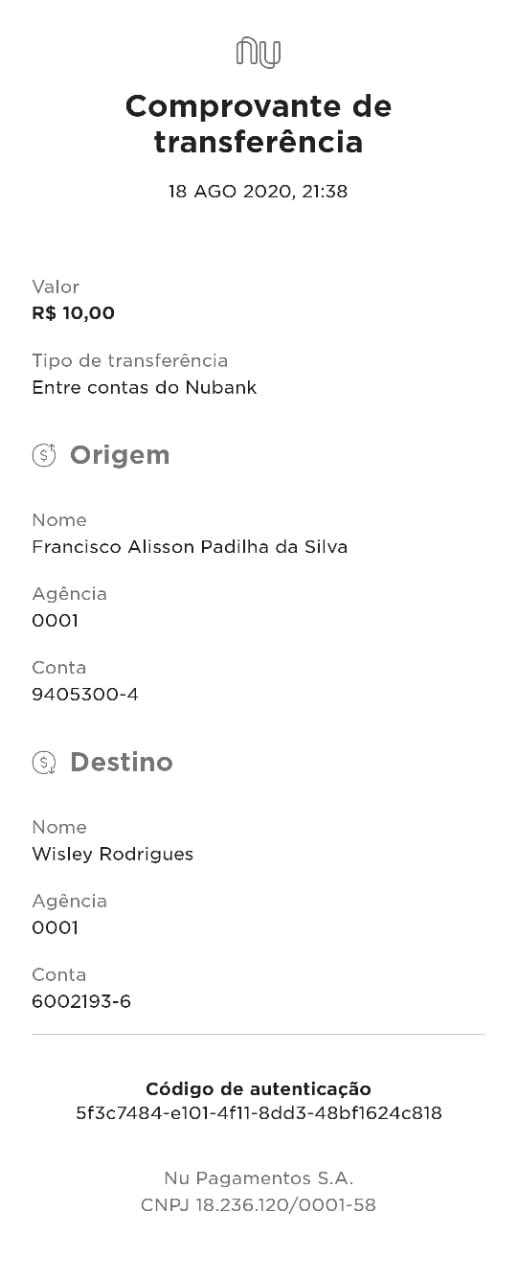 nu
Comprovante de
transferência
18 AGO 2020, 21:38
Valor
R$ 10,00
Tipo de transferência
Entre contas do Nubank
Origem
Nome
Francisco Alisson Padilha da Silva
Agência
0001
Conta
9405300-4
Destino
Nome
Wisley Rodrigues
Agência
0001
Conta
6002193-6
Código de autenticação
5f3c7484-e101-4f11-8dd3-48bf1624c818
Nu Pagamentos S.A.
CNPJ 18.236.120/0001-58